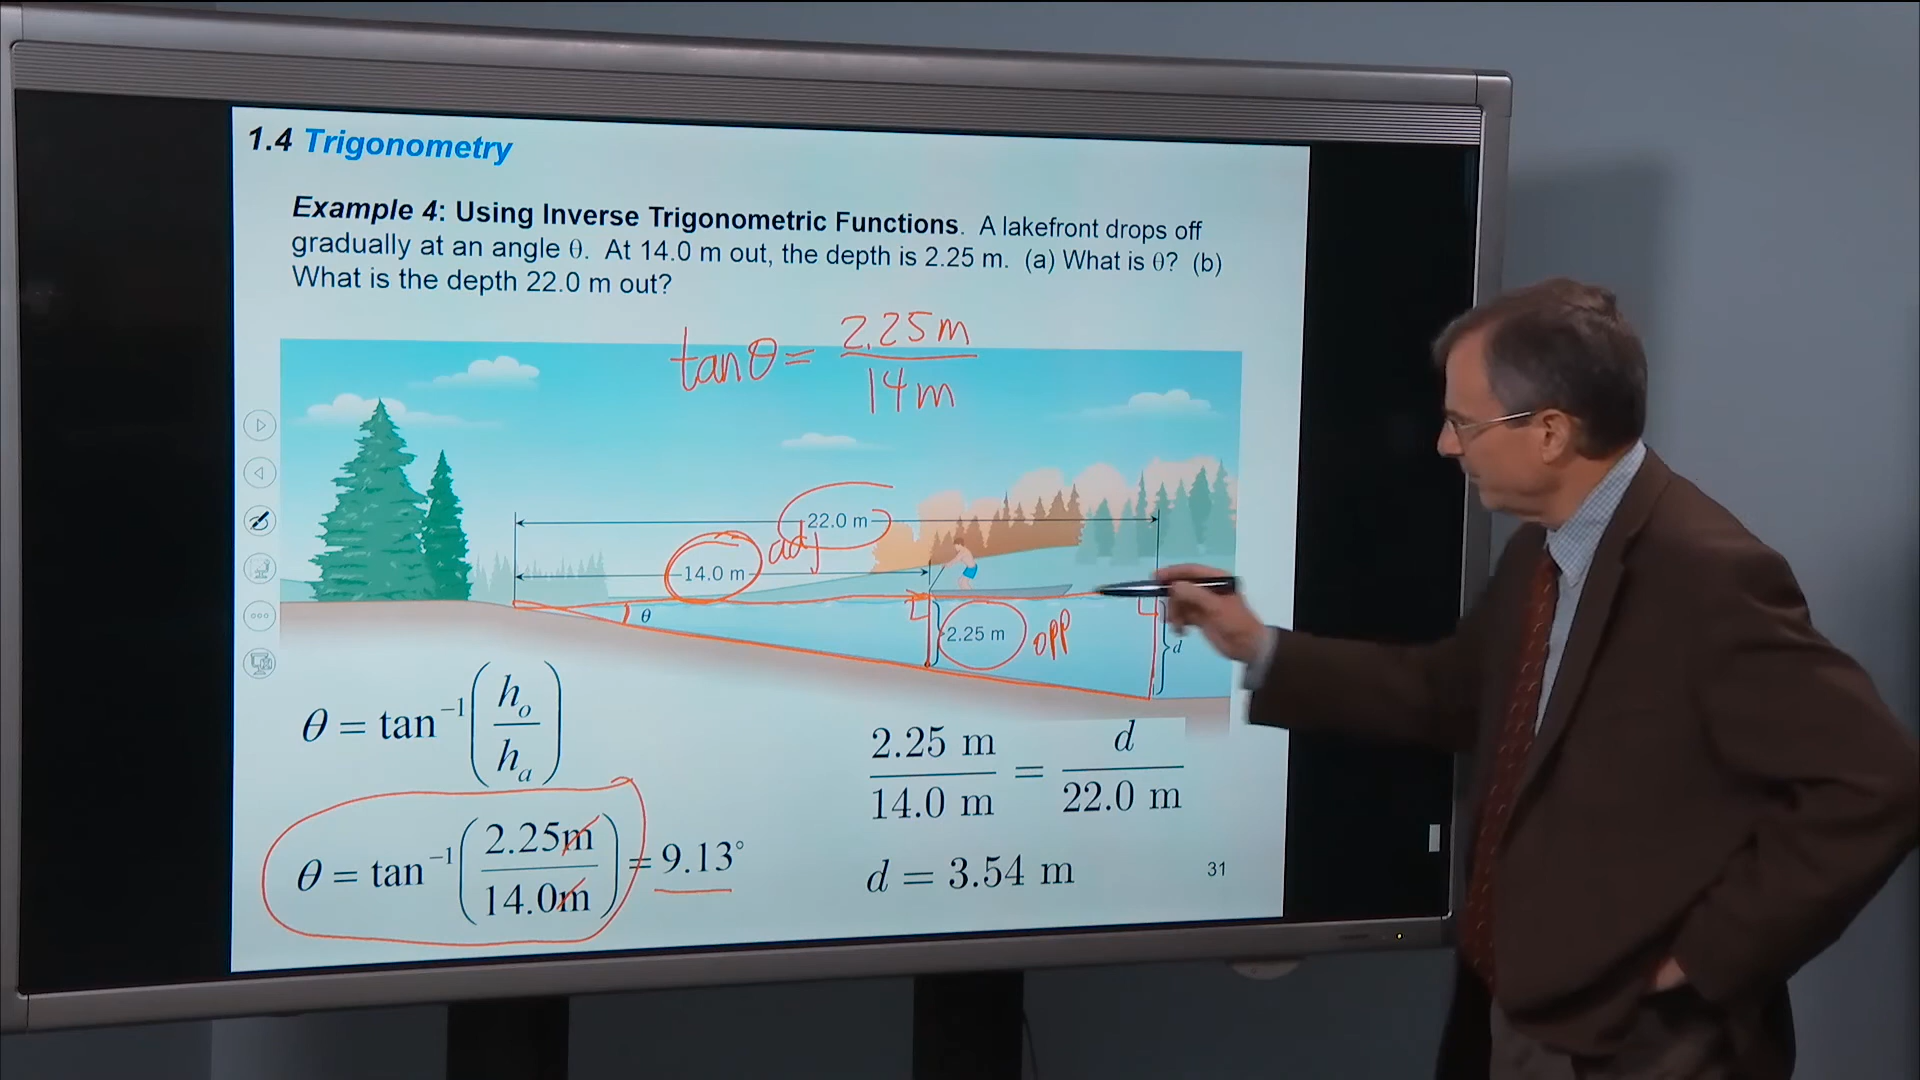 1.4 Trigonometry
Example 4: Using Inverse Trigonometric Functions. A lakefront drops off
gradually at an angle θ. At 14.0 m out, the depth is 2.25 m. (a) What is θ? (b)
What is the depth 22.0 m out?
tanθ = 2.25m / 14m
22.0 m
adj
14.0 m
θ
2.25 m
opp
d
θ = tan⁻¹(hₒ / hₐ)
2.25 m / 14.0 m = d / 22.0 m
θ = tan⁻¹(2.25m / 14.0m) = 9.13°
d = 3.54 m
31